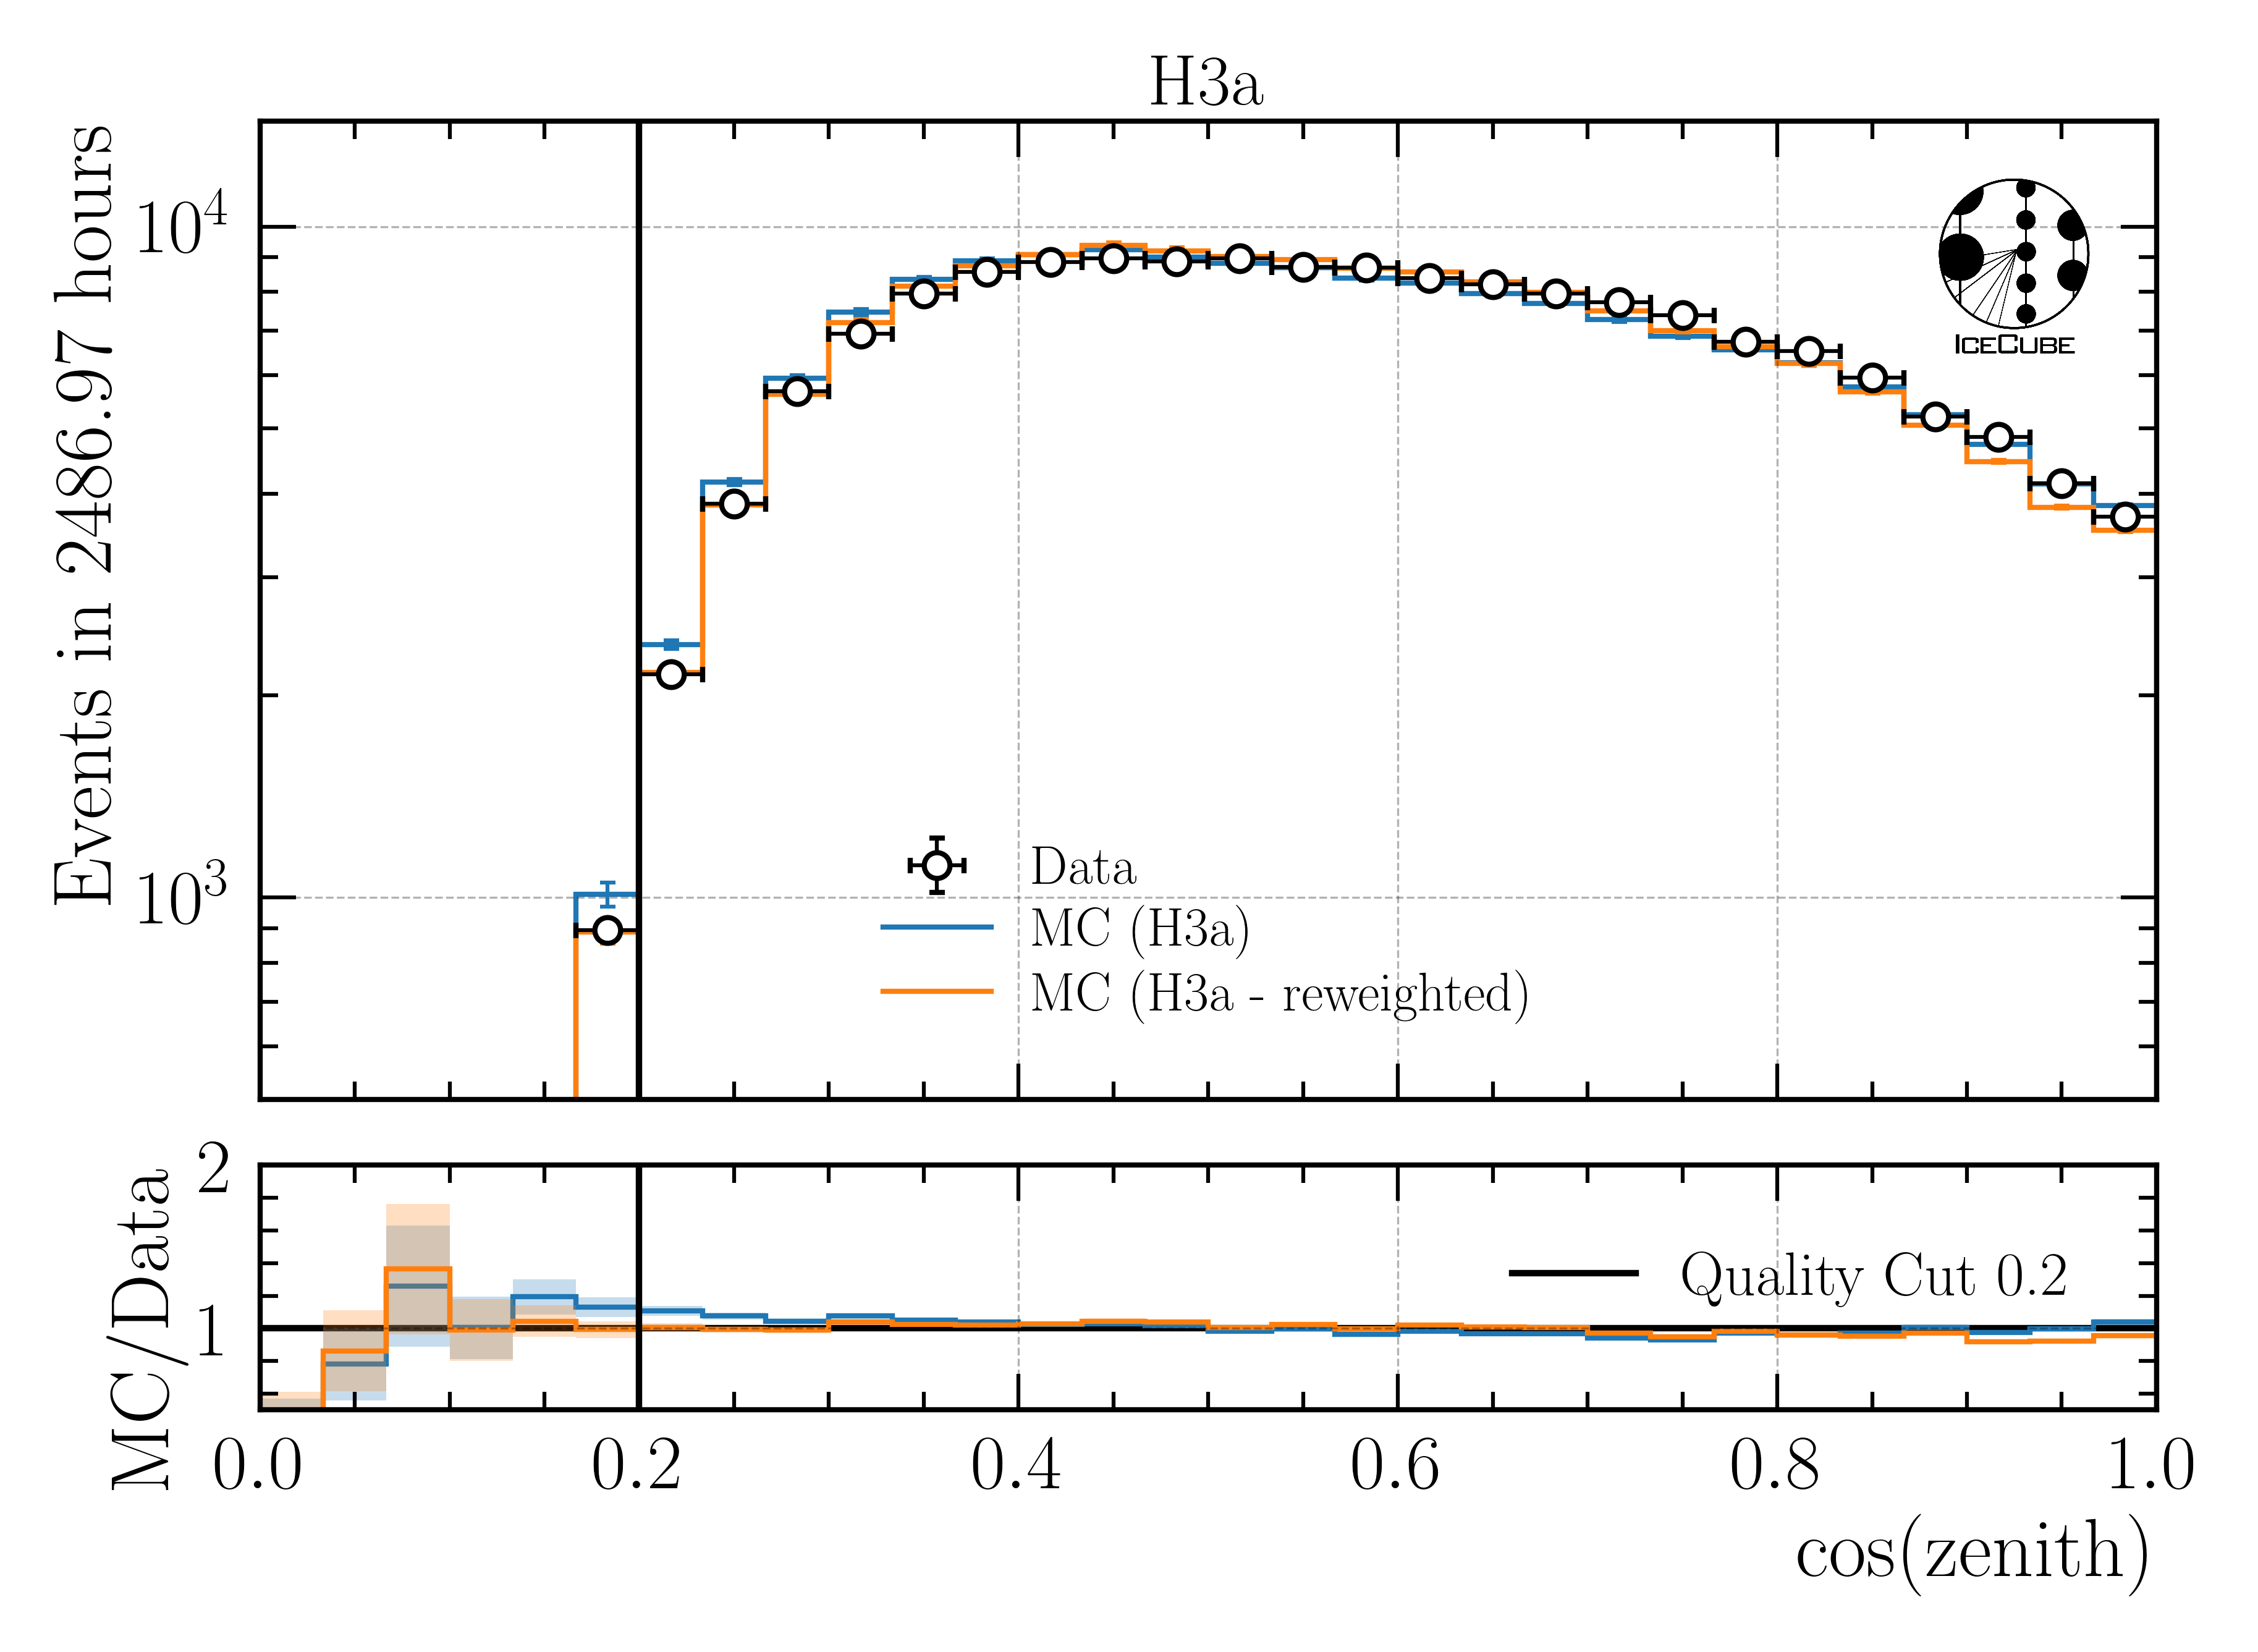 H3a
Events in 2486.97 hours
10^4
10^3
ICECUBE
Data
MC (H3a)
MC (H3a - reweighted)
MC/Data
2
1
Quality Cut 0.2
0.0 0.2 0.4 0.6 0.8 1.0
cos(zenith)